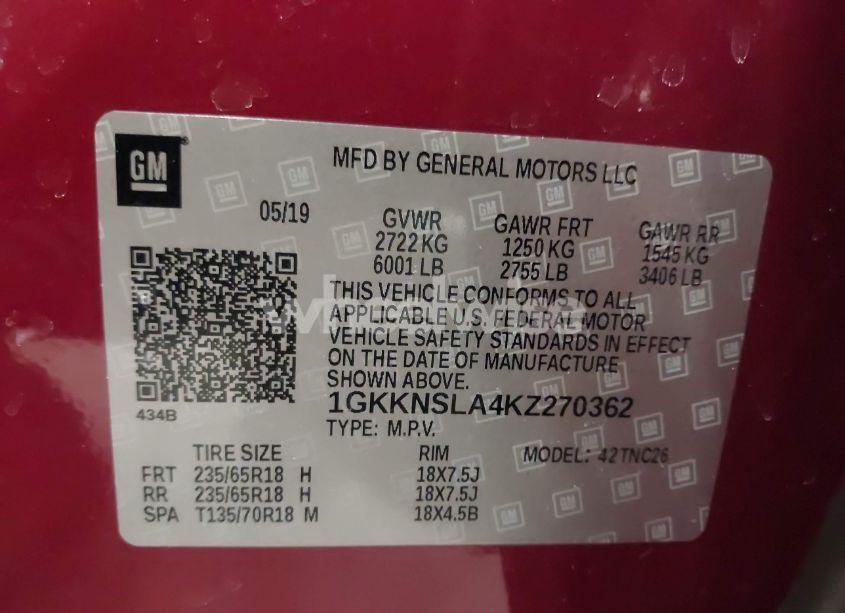 GM
MFD BY GENERAL MOTORS LLC
05/19
GVWR GAWR FRT GAWR RR
2722 KG 1250 KG 1545 KG
6001 LB 2755 LB 3406 LB
THIS VEHICLE CONFORMS TO ALL
APPLICABLE U.S. FEDERAL MOTOR
VEHICLE SAFETY STANDARDS IN EFFECT
ON THE DATE OF MANUFACTURE
SHOWN ABOVE.
434B
1GKKNSLA4KZ270362
TYPE: M.P.V.
TIRE SIZE RIM MODEL: 42TNC26
FRT 235/65R18 H 18X7.5J
RR 235/65R18 H 18X7.5J
SPA T135/70R18 M 18X4.5B